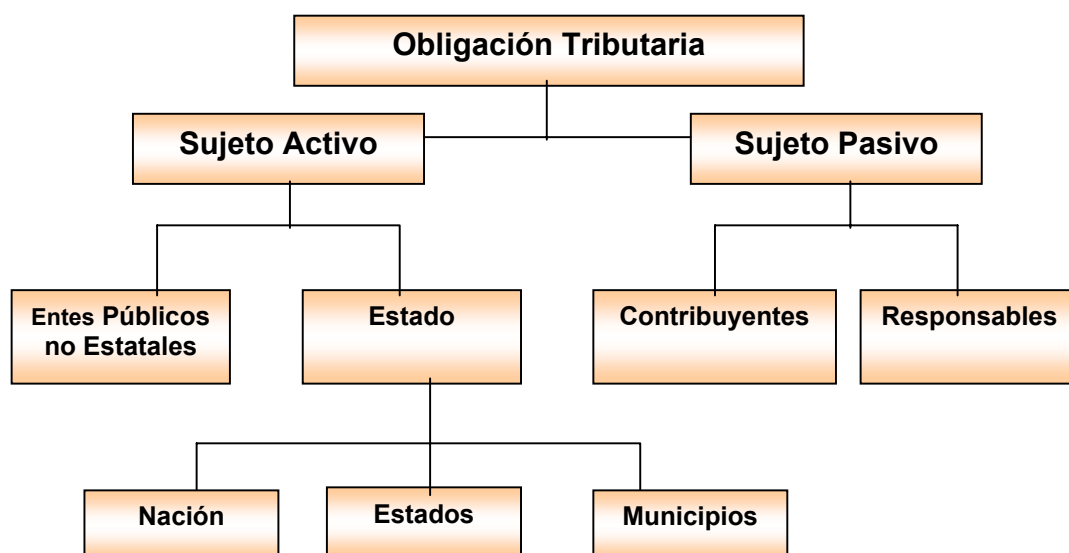 Obligación Tributaria
Sujeto Activo
Sujeto Pasivo
Entes Públicos
no Estatales
Estado
Contribuyentes
Responsables
Nación
Estados
Municipios